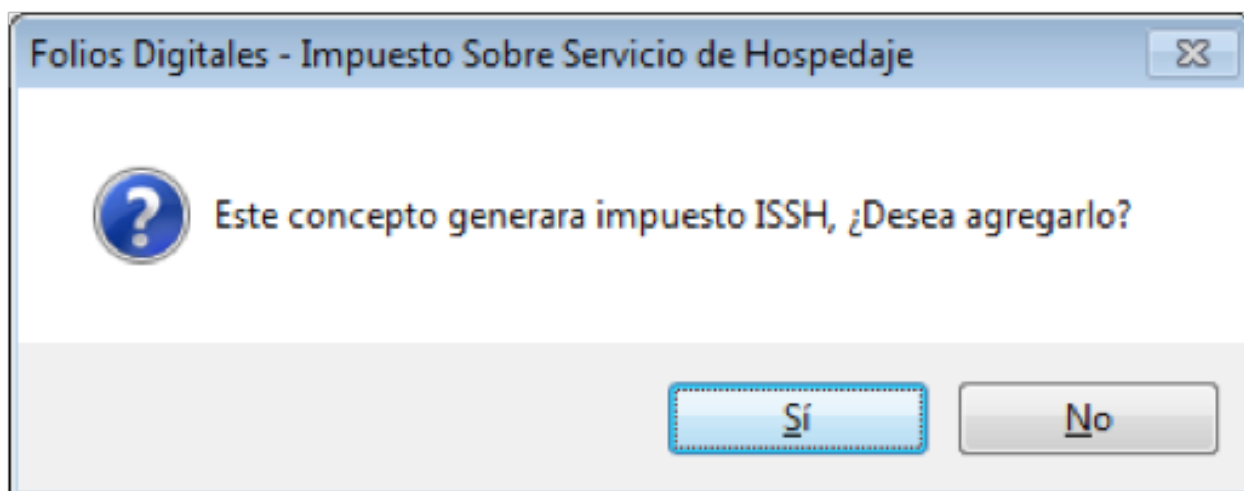 Folios Digitales - Impuesto Sobre Servicio de Hospedaje
Este concepto generara impuesto ISSH, ¿Desea agregarlo?
Sí
No